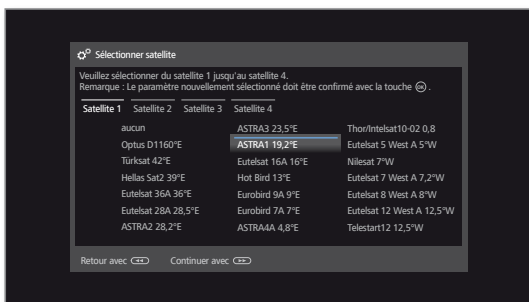 Sélectionner satellite
Veuillez sélectionner du satellite 1 jusqu'au satellite 4.
Remarque : Le paramètre nouvellement sélectionné doit être confirmé avec la touche OK .
Satellite 1 Satellite 2 Satellite 3 Satellite 4
aucun ASTRA3 23,5°E Thor/Intelsat10-02 0,8
Optus D1160°E ASTRA1 19,2°E Eutelsat 5 West A 5°W
Türksat 42°E Eutelsat 16A 16°E Nilesat 7°W
Hellas Sat2 39°E Hot Bird 13°E Eutelsat 7 West A 7,2°W
Eutelsat 36A 36°E Eurobird 9A 9°E Eutelsat 8 West A 8°W
Eutelsat 28A 28,5°E Eurobird 7A 7°E Eutelsat 12 West A 12,5°W
ASTRA2 28,2°E ASTRA4A 4,8°E Telestart12 12,5°W
Retour avec Continuer avec